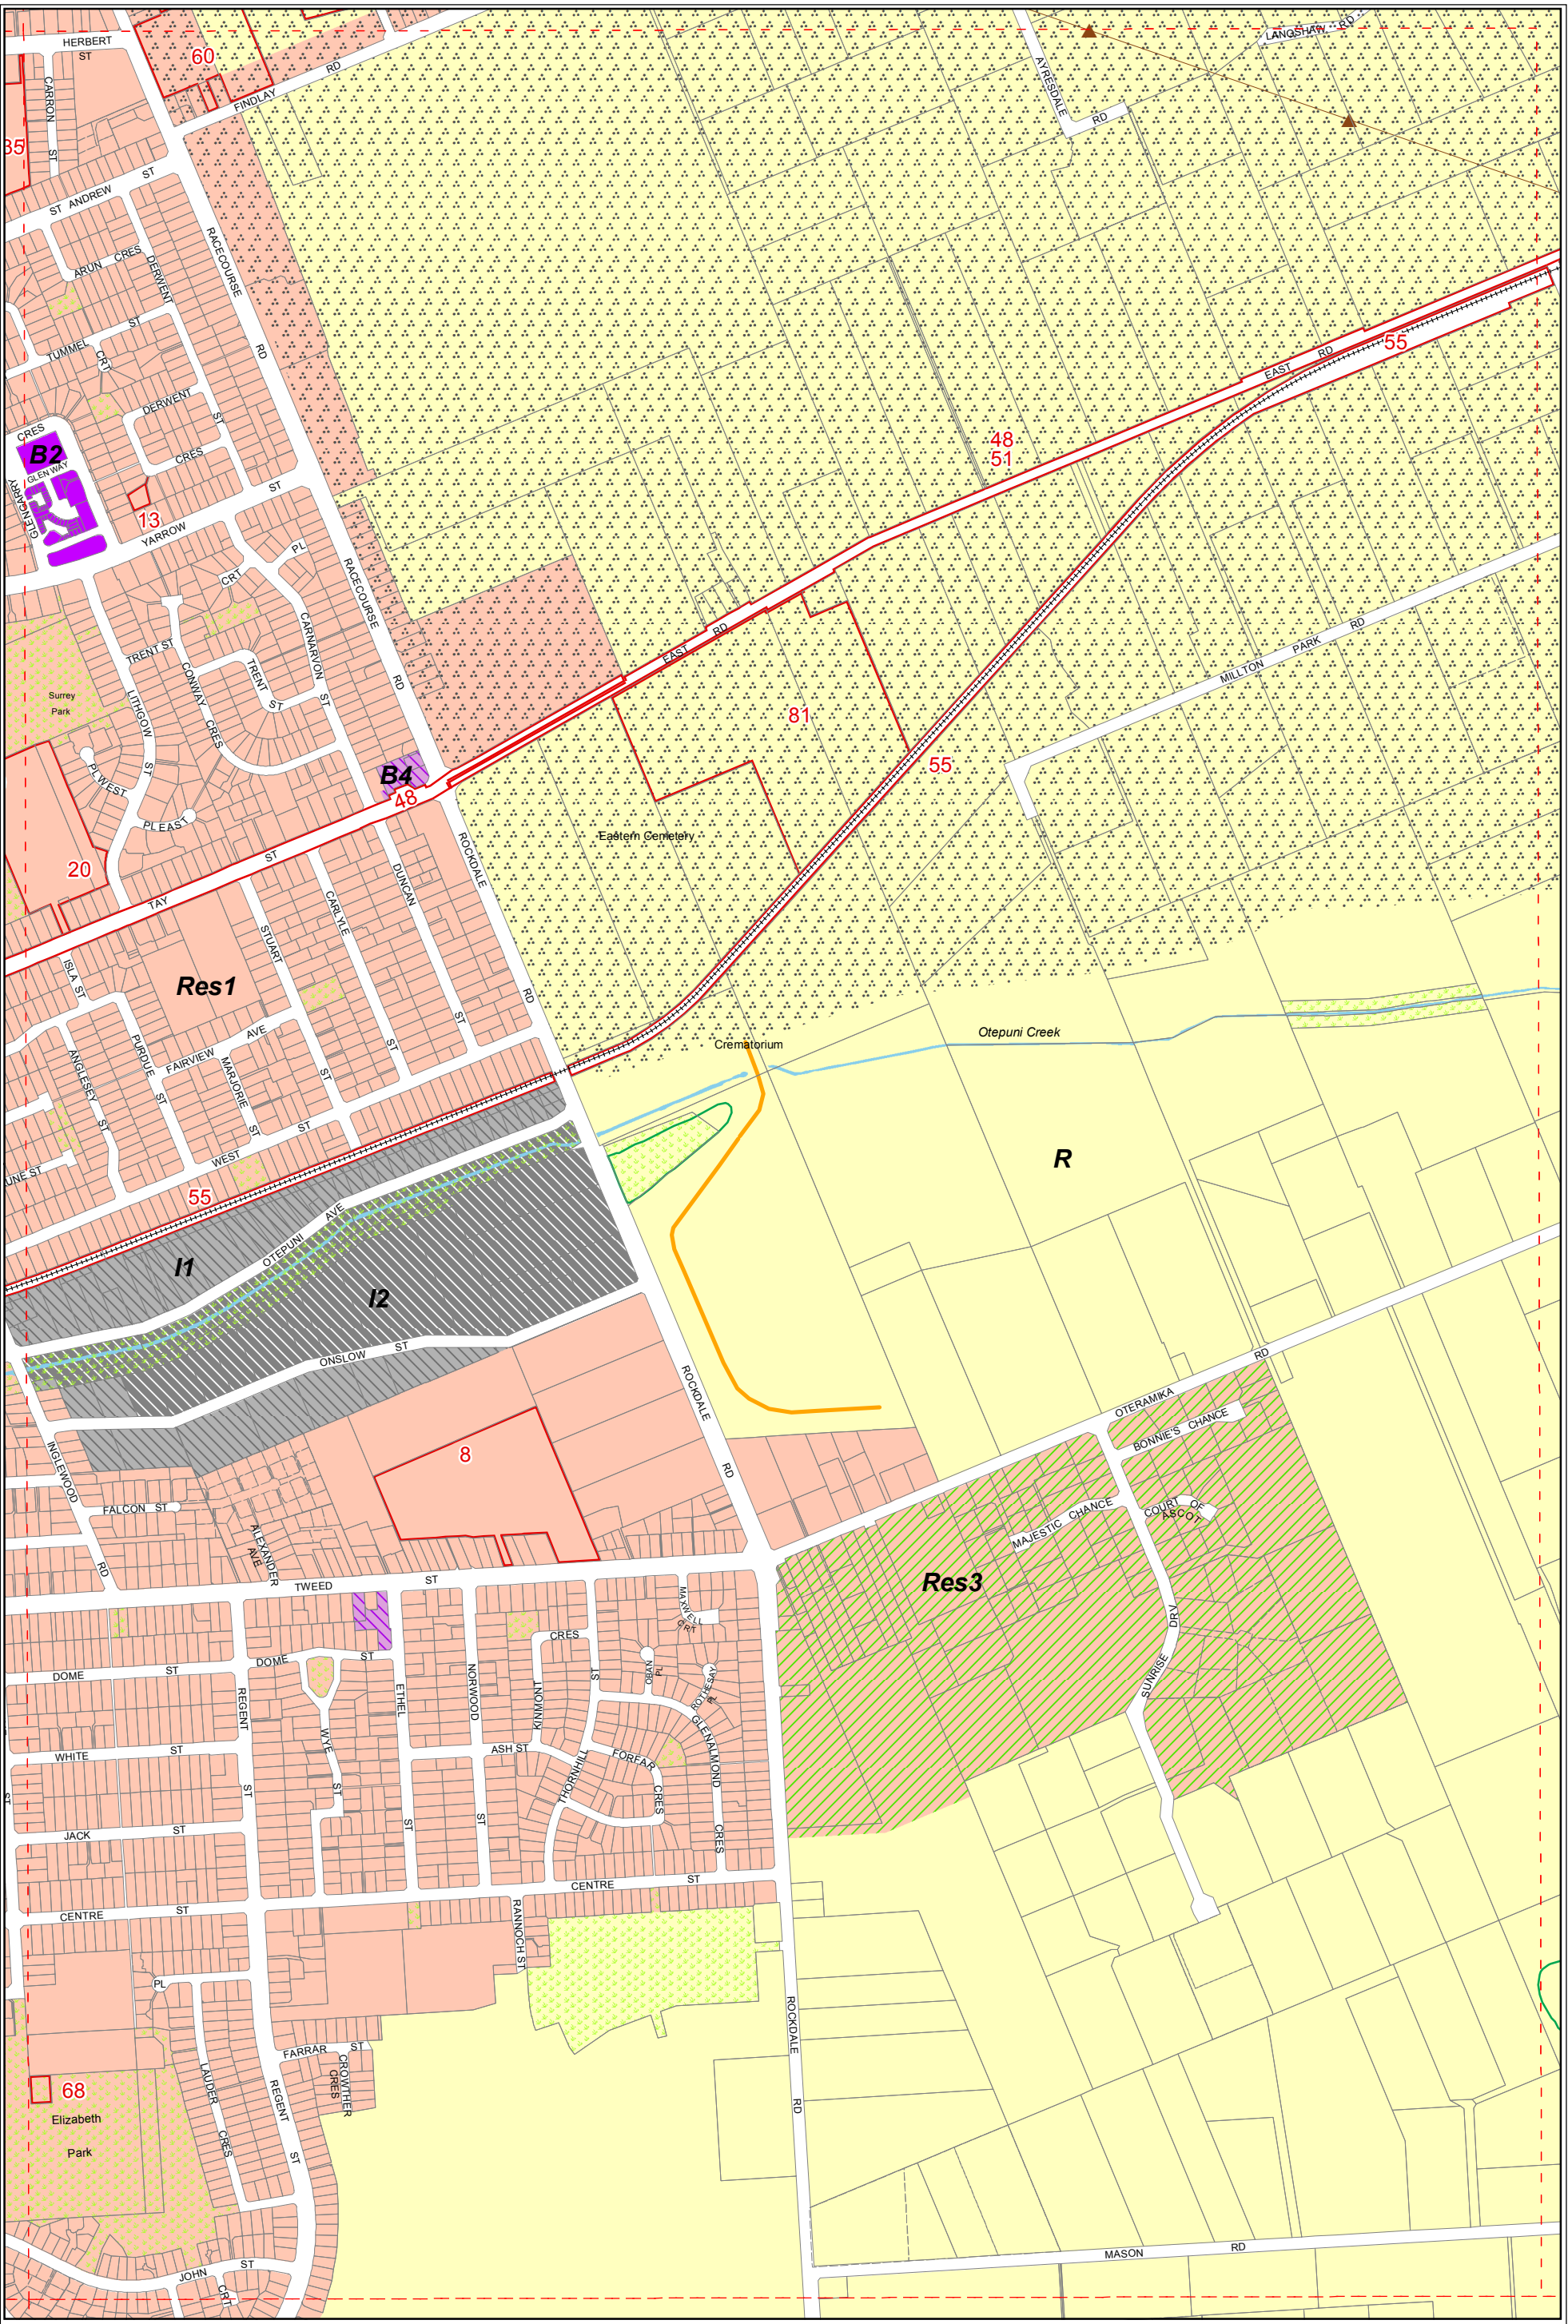 HERBERT
ST
60
LANGSHAW RD
FINDLAY RD
AYRESDALE RD
CARRON ST
35
ST ANDREW ST
RACECOURSE RD
ARUN CRES
DERWENT ST
TUMMEL ST
CRT
55
EAST RD
DERWENT
CRES
CRES
B2
GLEN WAY
GLENGARRY
48
51
13
YARROW ST
PL
CRT
RACECOURSE RD
CARNARVON ST
TRENT ST
EAST RD
MILLTON PARK RD
CONWAY CRES
TRENT ST
Surrey
Park
LITHGOW ST
81
PL WEST
B4
55
48
PL EAST
Eastern Cemetery
20
TAY ST
ROCKDALE RD
DUNCAN ST
CARLYLE ST
STUART ST
Res1
ISLA ST
PURDUE ST
FAIRVIEW AVE
ANGLESEY ST
MARJORIE ST
Otepuni Creek
Crematorium
WEST ST
UNE ST
R
55
OTEPUNI AVE
I1
I2
ONSLOW ST
ROCKDALE RD
OTERAMIKA RD
BONNIE'S CHANCE
INGLEWOOD RD
8
FALCON ST
ALEXANDER
AVE
MAJESTIC CHANCE
COURT OF
ASCOT
TWEED ST
Res3
MAXWELL
CRT
SUNRISE DRV
CRES
DOME ST
DOME ST
REGENT ST
ETHEL ST
NORWOOD ST
KINMONT
ST
OBAN
PL
ROTHESAY
PL
WYE ST
WHITE ST
ASH ST
THORNHILL
FORFAR CRES
GLENALMOND CRES
ST
JACK ST
CENTRE ST
CENTRE ST
RANNOCH ST
PL
ROCKDALE RD
FARRAR ST
CROWTHER
CRES
LAUDER CRES
REGENT ST
68
Elizabeth
Park
MASON RD
JOHN ST
CRT